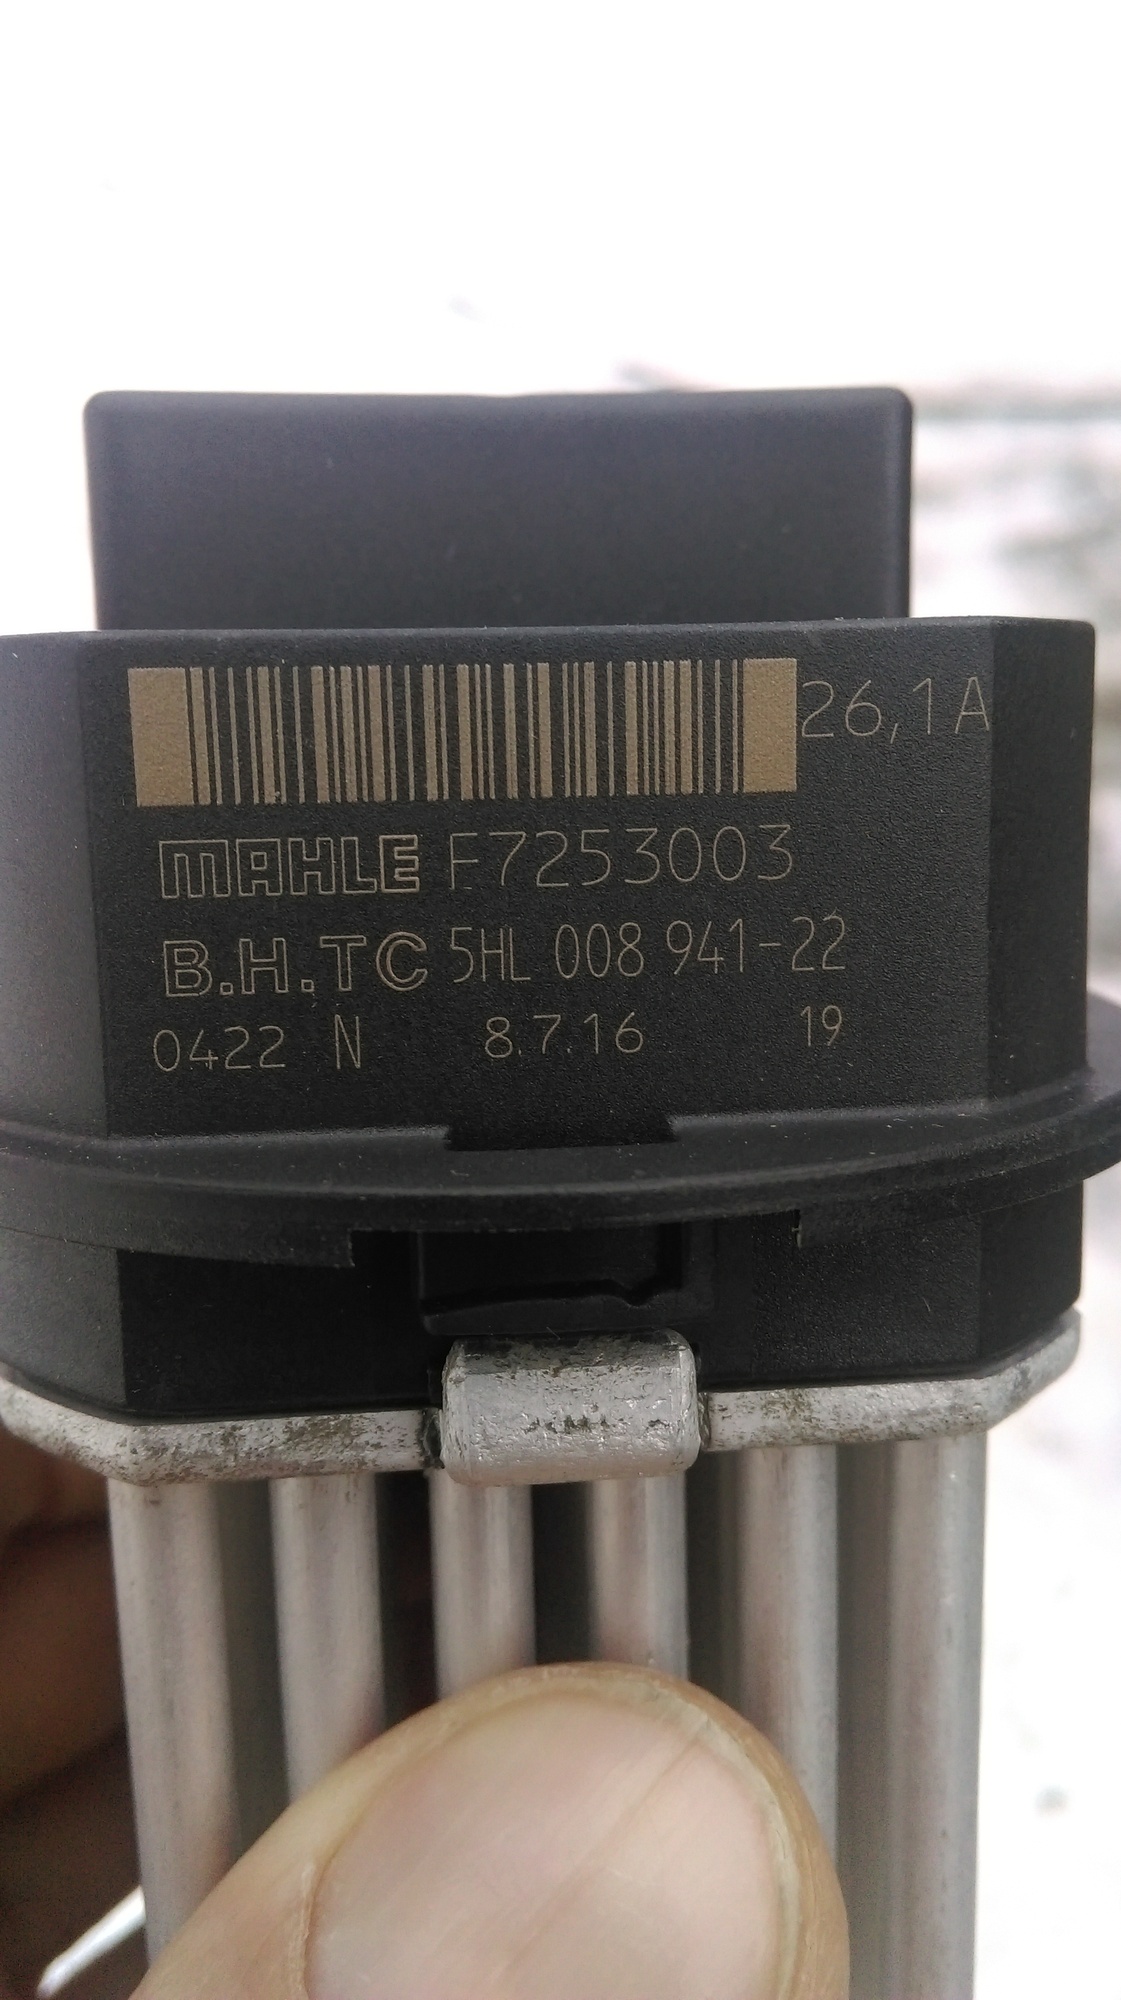 26,1A
MAHLE F7253003
B.H.TC 5HL 008 941-22
0422 N 8.7.16 19